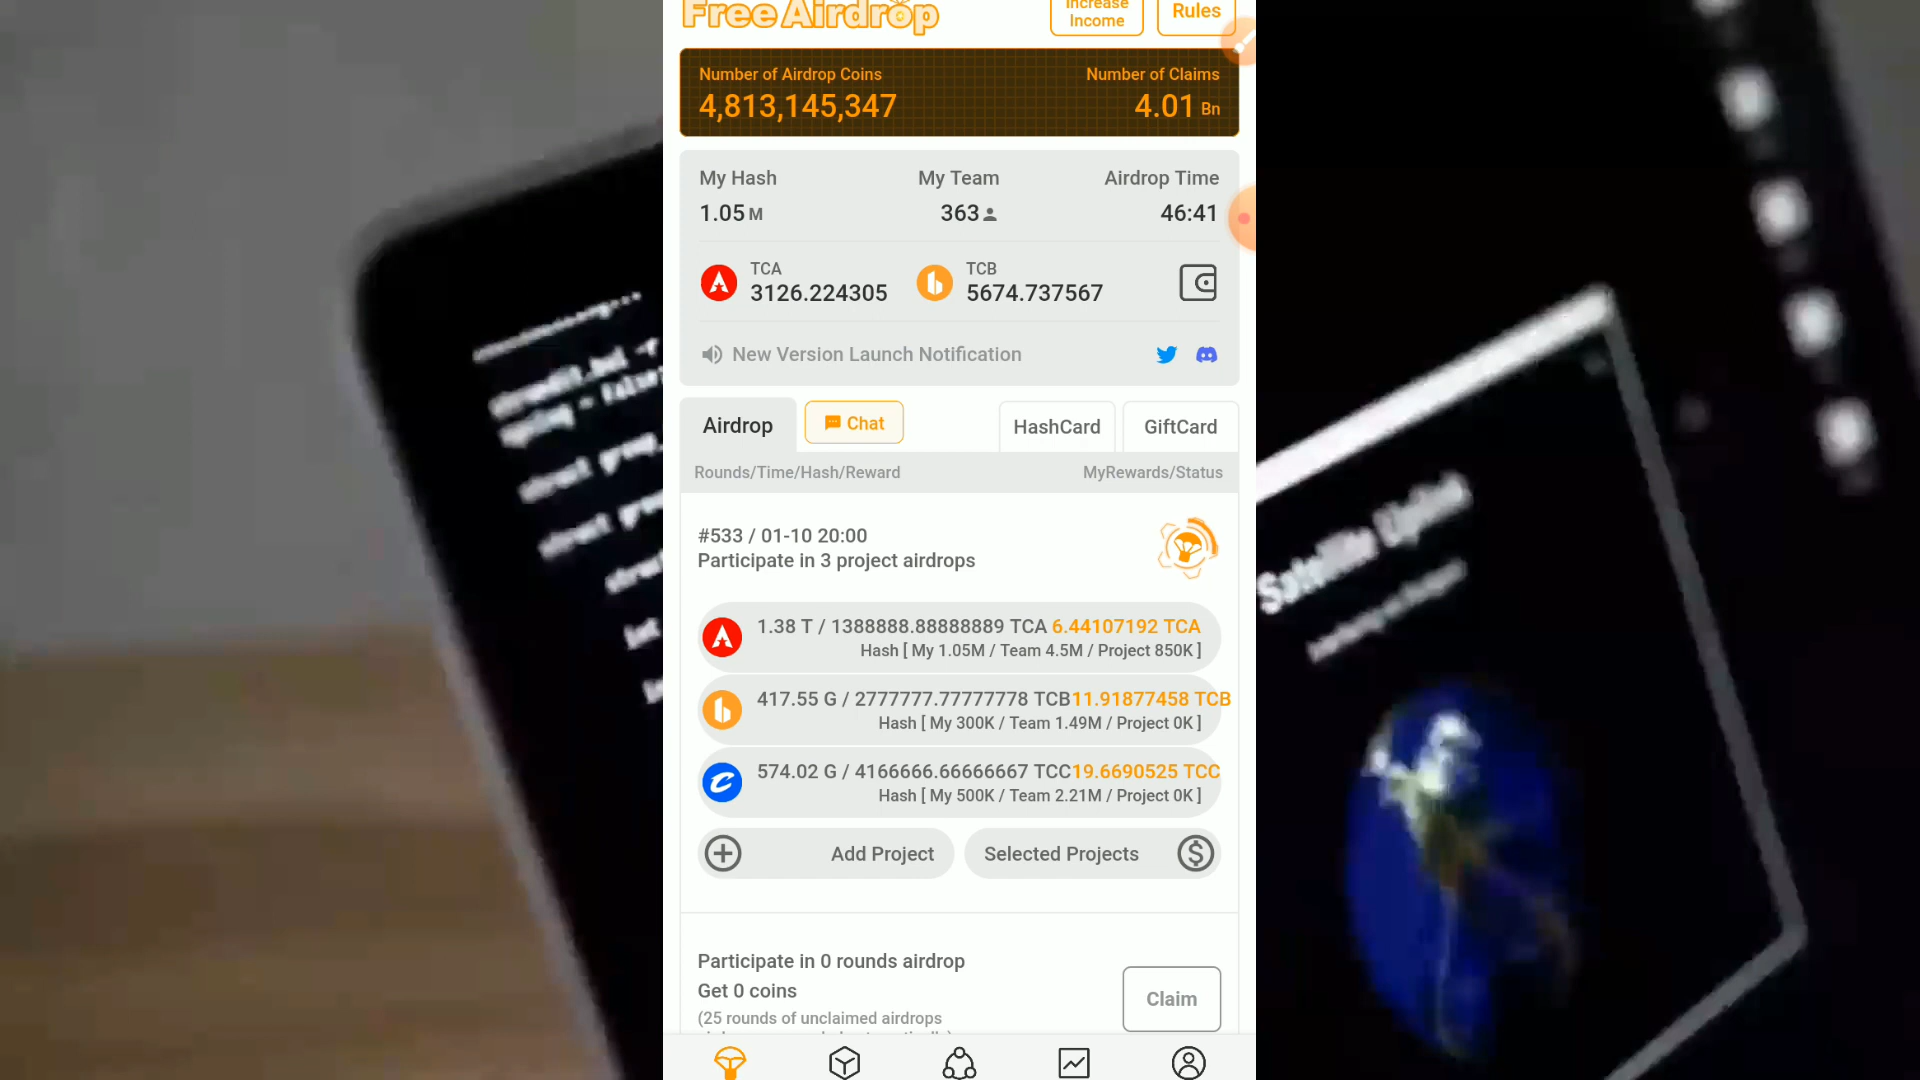 Free Airdrop
Increase
Income
Rules
Number of Airdrop Coins
Number of Claims
4,813,145,347
4.01 Bn
My Hash
My Team
Airdrop Time
1.05 M
363
46:41
TCA
3126.224305
TCB
5674.737567
New Version Launch Notification
Airdrop
Chat
HashCard
GiftCard
Rounds/Time/Hash/Reward
MyRewards/Status
#533 / 01-10 20:00
Participate in 3 project airdrops
1.38 T / 1388888.88888889 TCA 6.44107192 TCA
Hash [ My 1.05M / Team 4.5M / Project 850K ]
417.55 G / 2777777.77777778 TCB11.91877458 TCB
Hash [ My 300K / Team 1.49M / Project 0K ]
574.02 G / 4166666.66666667 TCC19.6690525 TCC
Hash [ My 500K / Team 2.21M / Project 0K ]
Add Project
Selected Projects
Participate in 0 rounds airdrop
Get 0 coins
(25 rounds of unclaimed airdrops
Claim
Satellite Uplink